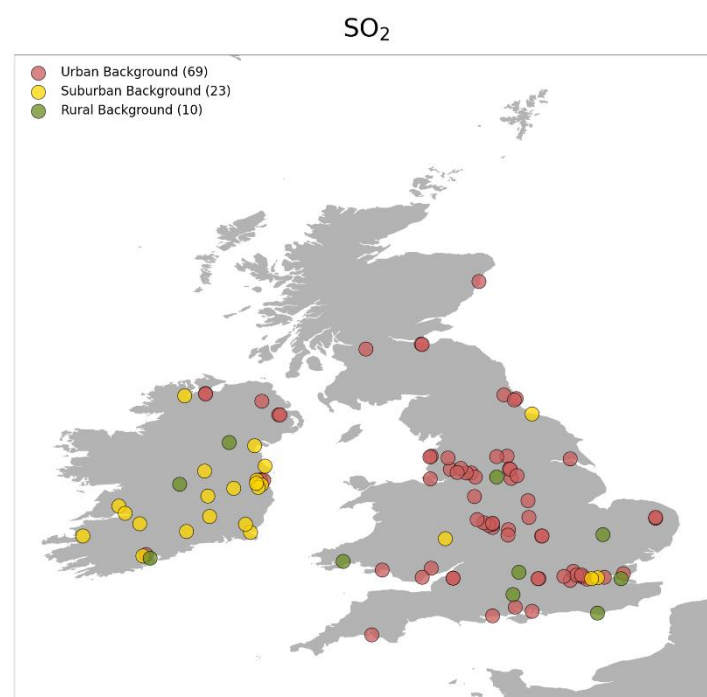 SO₂
Urban Background (69)
Suburban Background (23)
Rural Background (10)